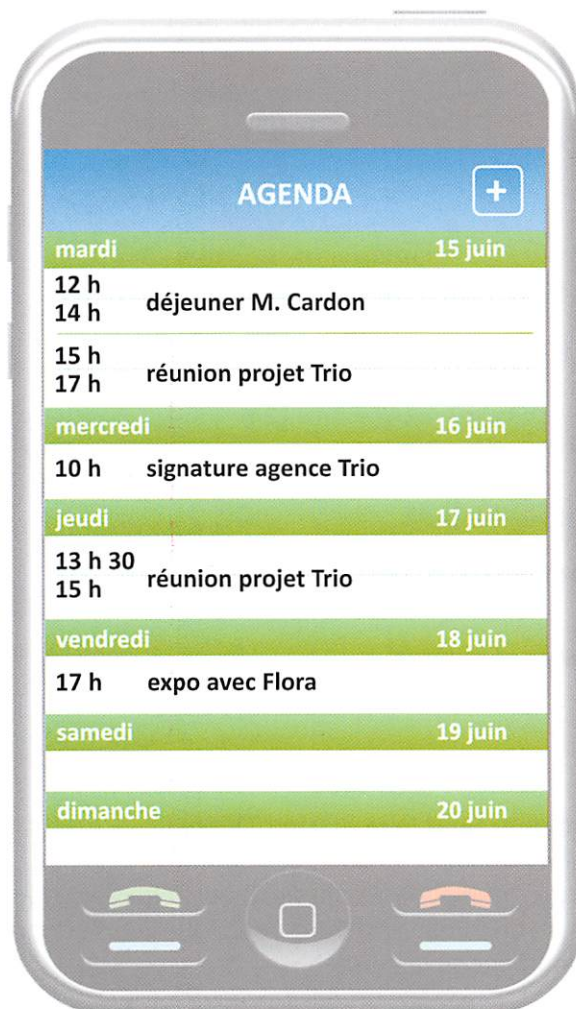 AGENDA +
mardi 15 juin
12 h
14 h
déjeuner M. Cardon
15 h
17 h
réunion projet Trio
mercredi 16 juin
10 h signature agence Trio
jeudi 17 juin
13 h 30
15 h
réunion projet Trio
vendredi 18 juin
17 h expo avec Flora
samedi 19 juin
dimanche 20 juin